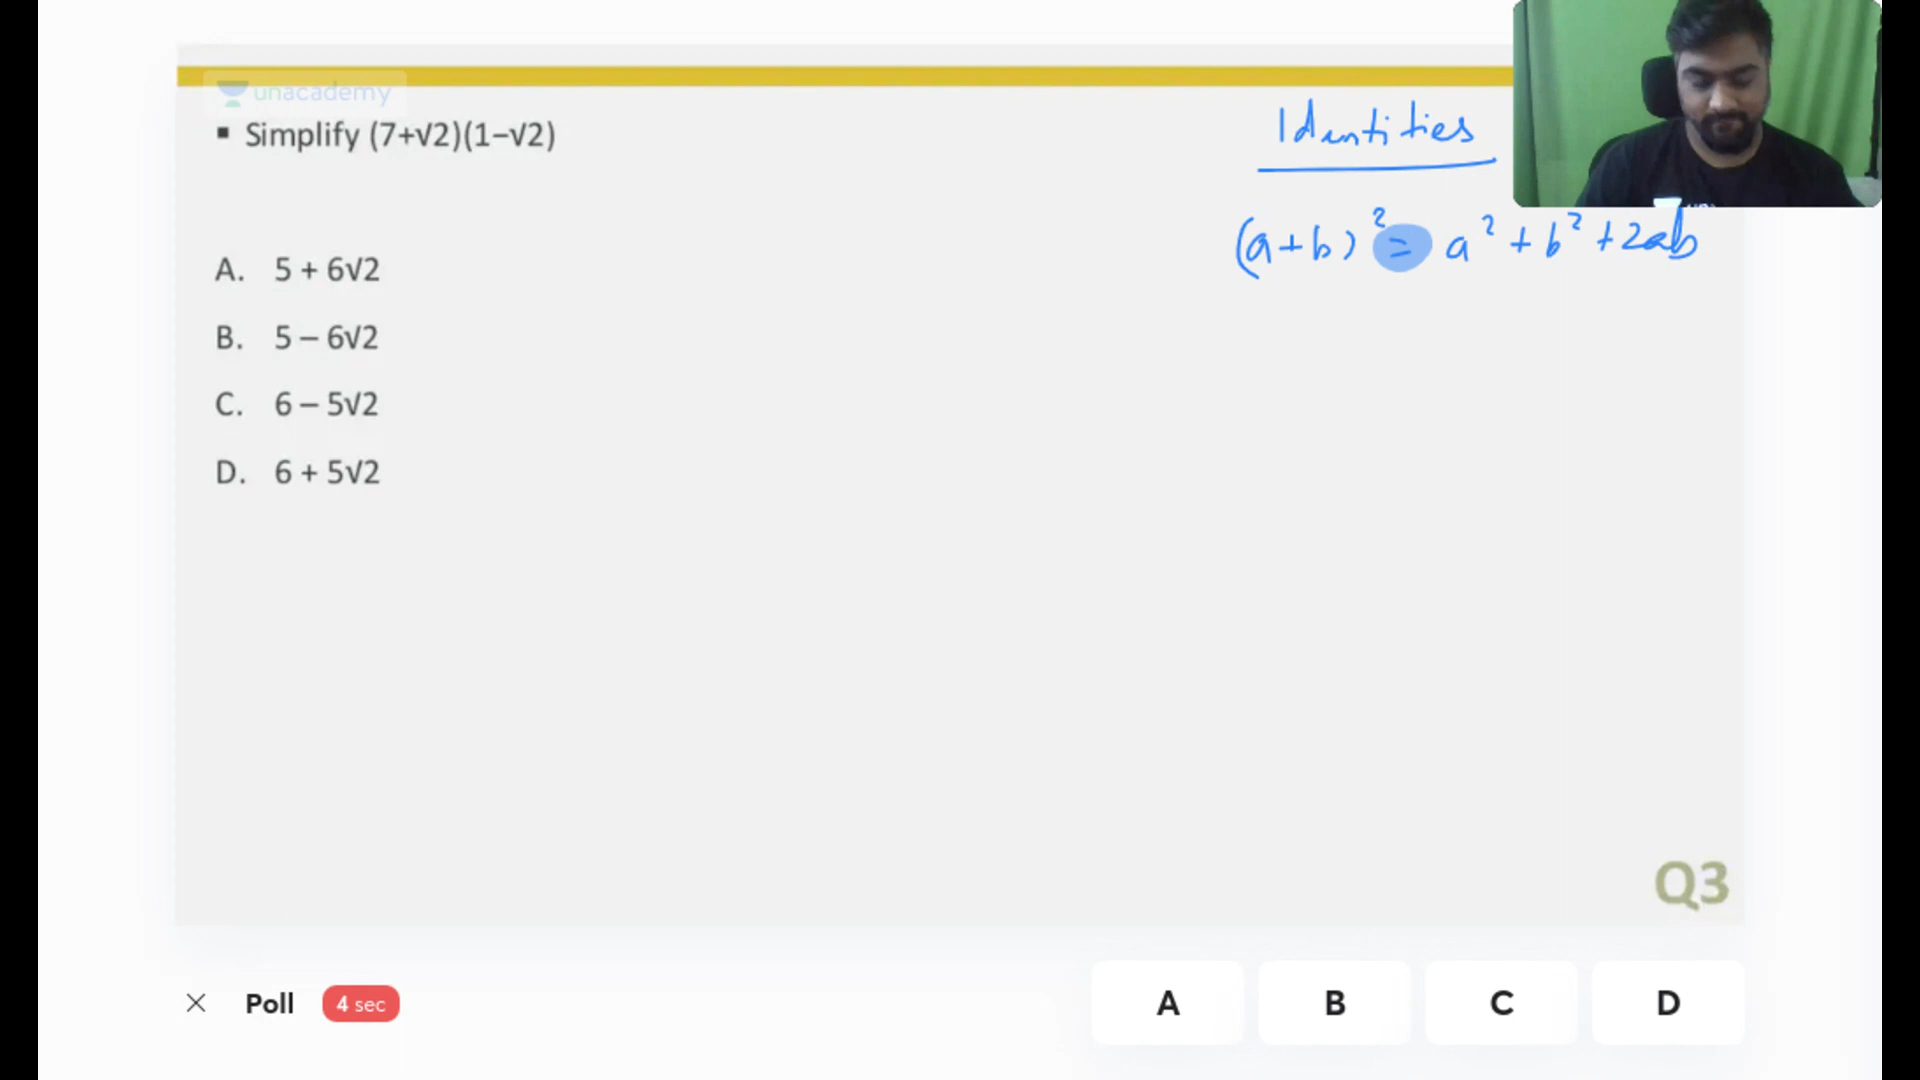 unacademy
▪ Simplify (7+√2)(1−√2)
Identities
(a+b)² = a² + b² + 2ab
A. 5 + 6√2
B. 5 – 6√2
C. 6 – 5√2
D. 6 + 5√2
Q3
× Poll 4 sec A B C D